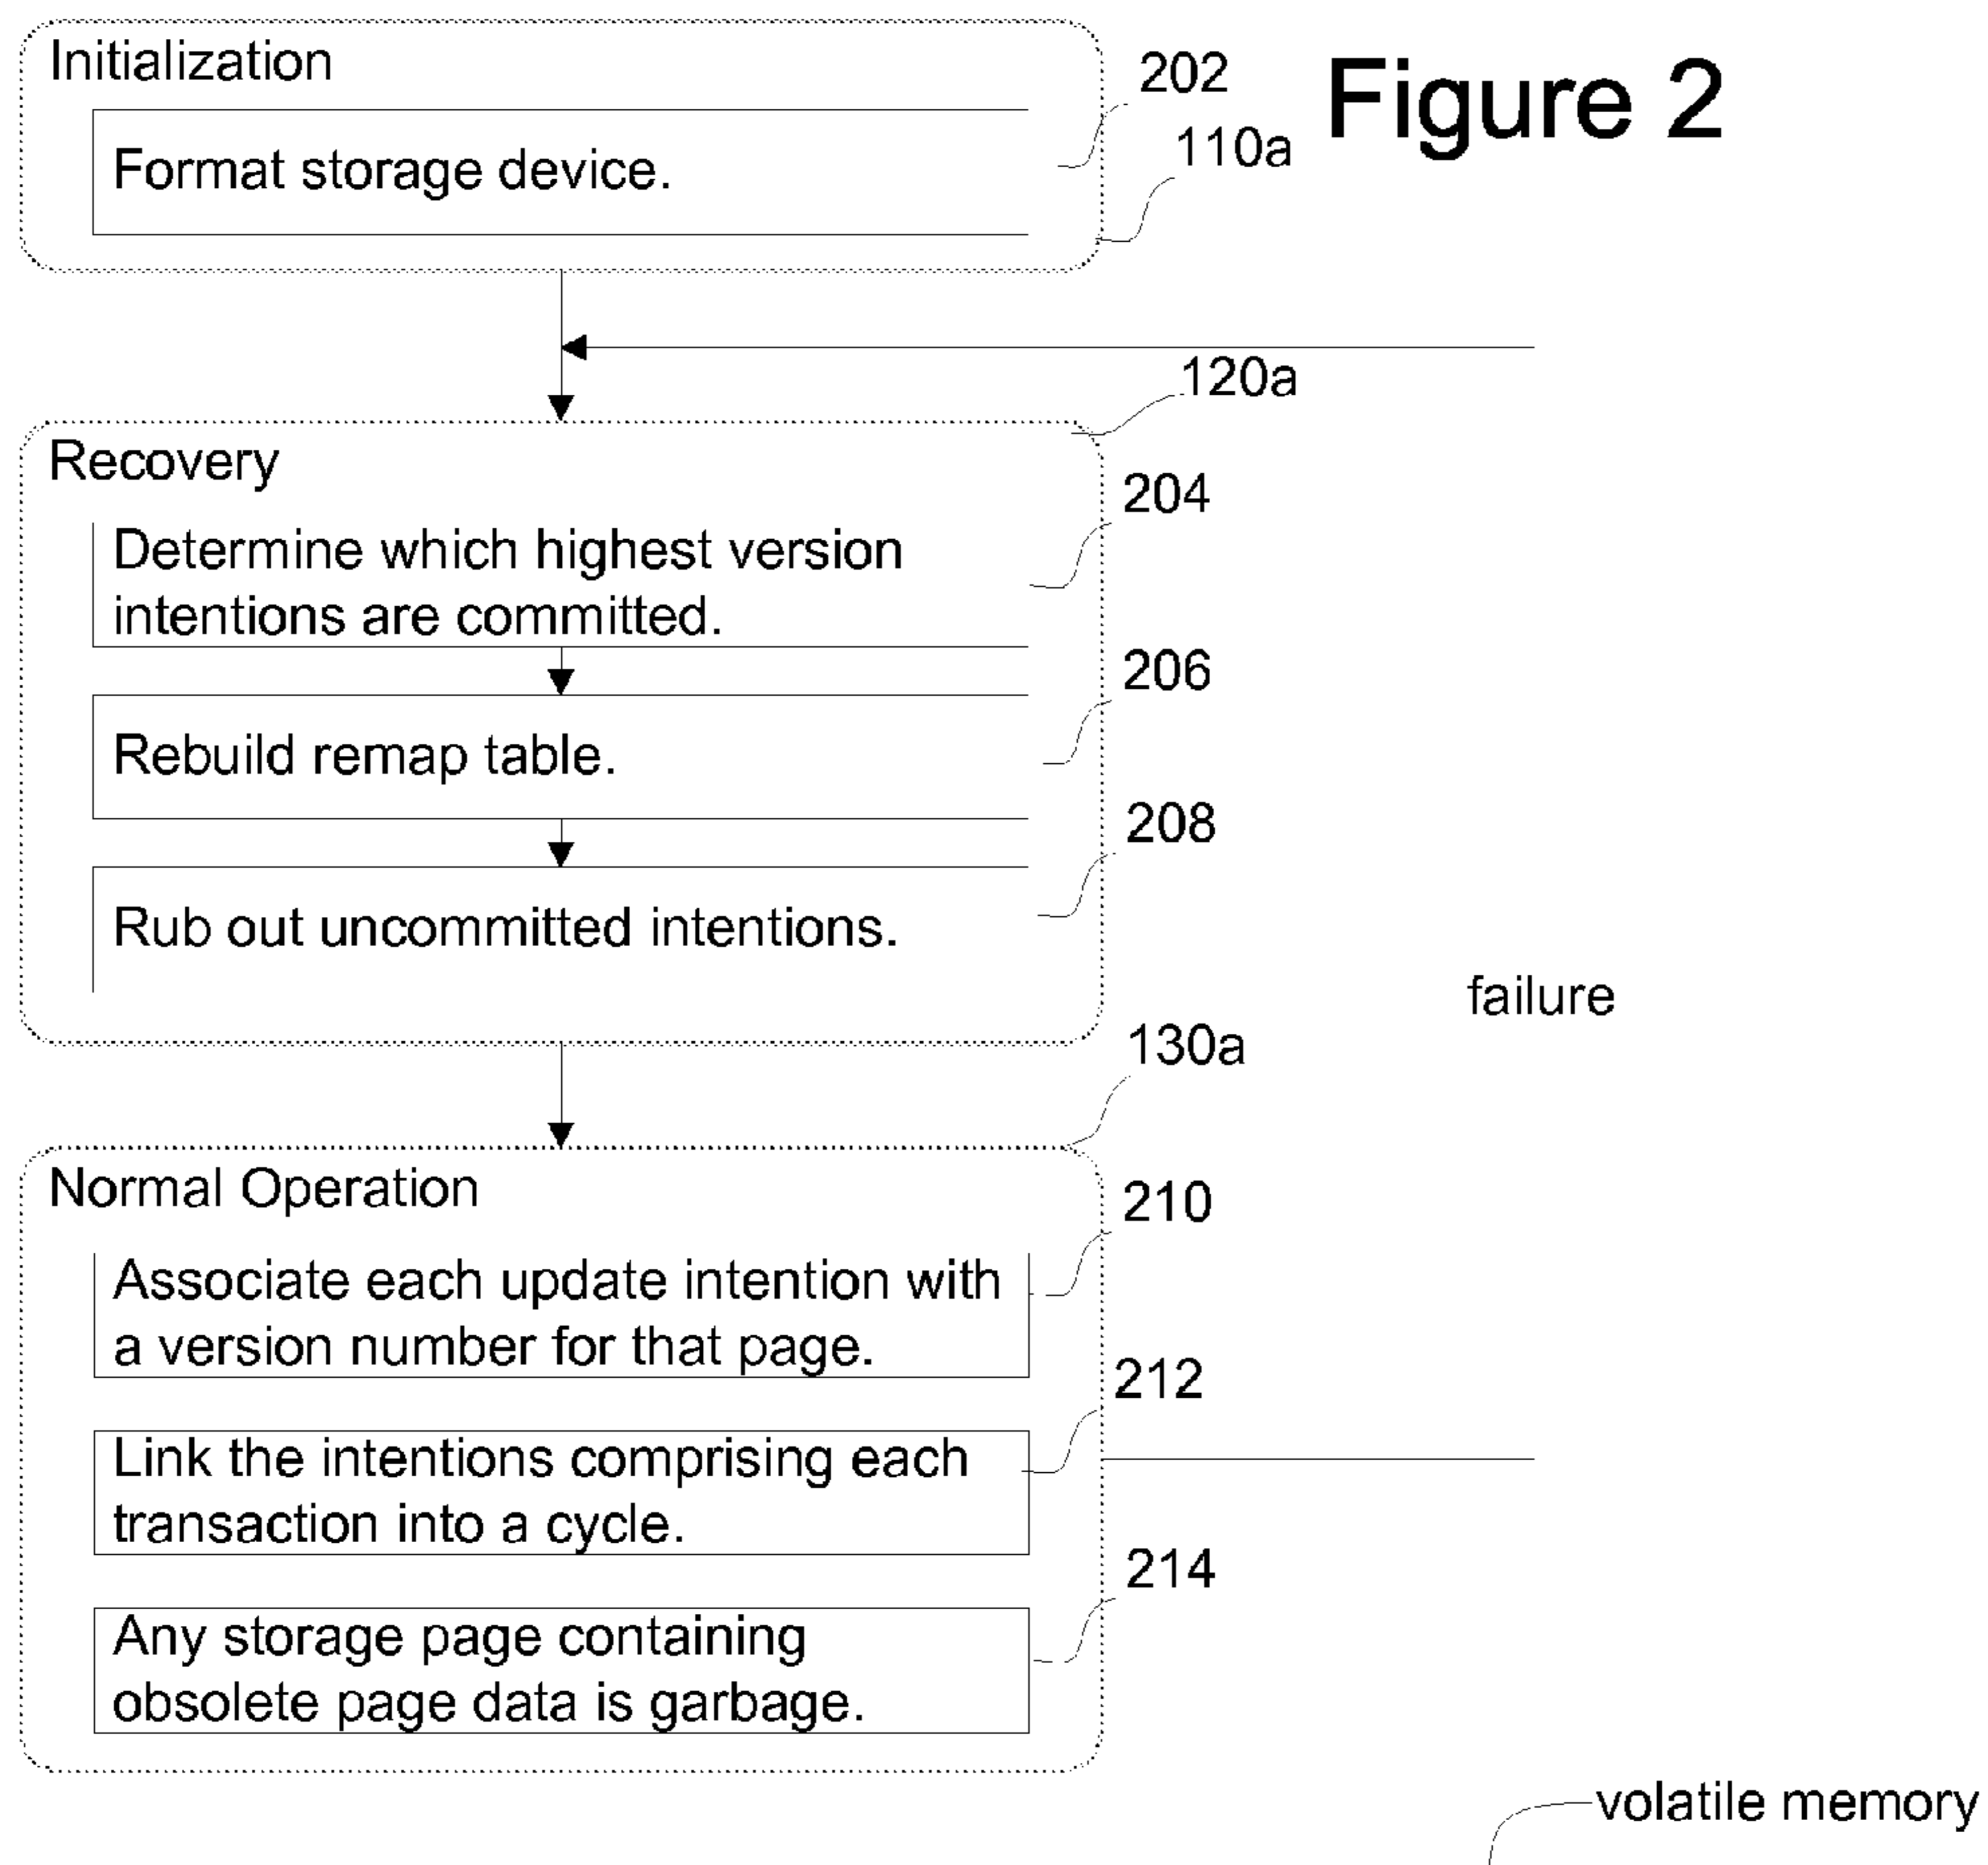 Initialization
202
Figure 2
110a
Format storage device.
120a
Recovery
204
Determine which highest version
intentions are committed.
206
Rebuild remap table.
208
Rub out uncommitted intentions.
failure
130a
Normal Operation
210
Associate each update intention with
a version number for that page.
212
Link the intentions comprising each
transaction into a cycle.
214
Any storage page containing
obsolete page data is garbage.
volatile memory